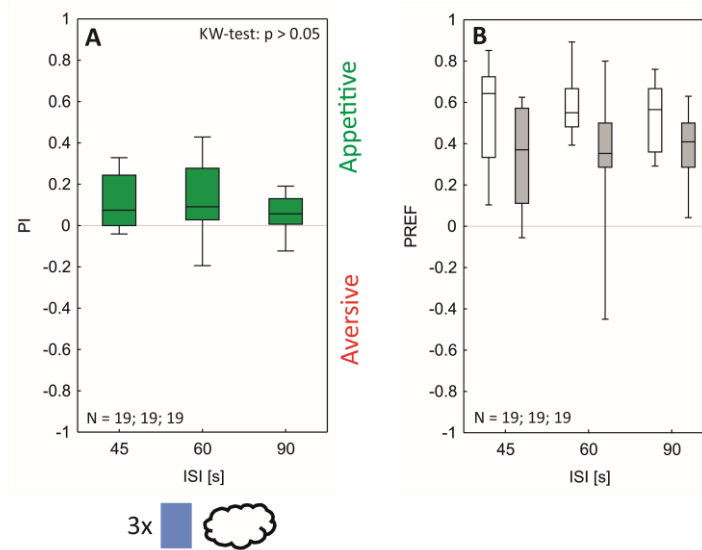 A
KW-test: p > 0.05
1
0.8
0.6
0.4
0.2
0
-0.2
-0.4
-0.6
-0.8
-1
PI
N = 19; 19; 19
45 60 90
ISI [s]
Appetitive
Aversive
3x
B
1
0.8
0.6
0.4
0.2
0
-0.2
-0.4
-0.6
-0.8
-1
PREF
N = 19; 19; 19
45 60 90
ISI [s]